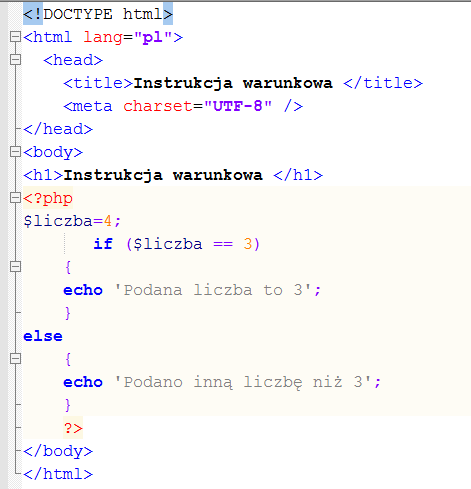 <!DOCTYPE html>
<html lang="pl">
<head>
<title>Instrukcja warunkowa </title>
<meta charset="UTF-8" />
</head>
<body>
<h1>Instrukcja warunkowa </h1>
<?php
$liczba=4;
if ($liczba == 3)
{
echo 'Podana liczba to 3';
}
else
{
echo 'Podano inną liczbę niż 3';
}
?>
</body>
</html>